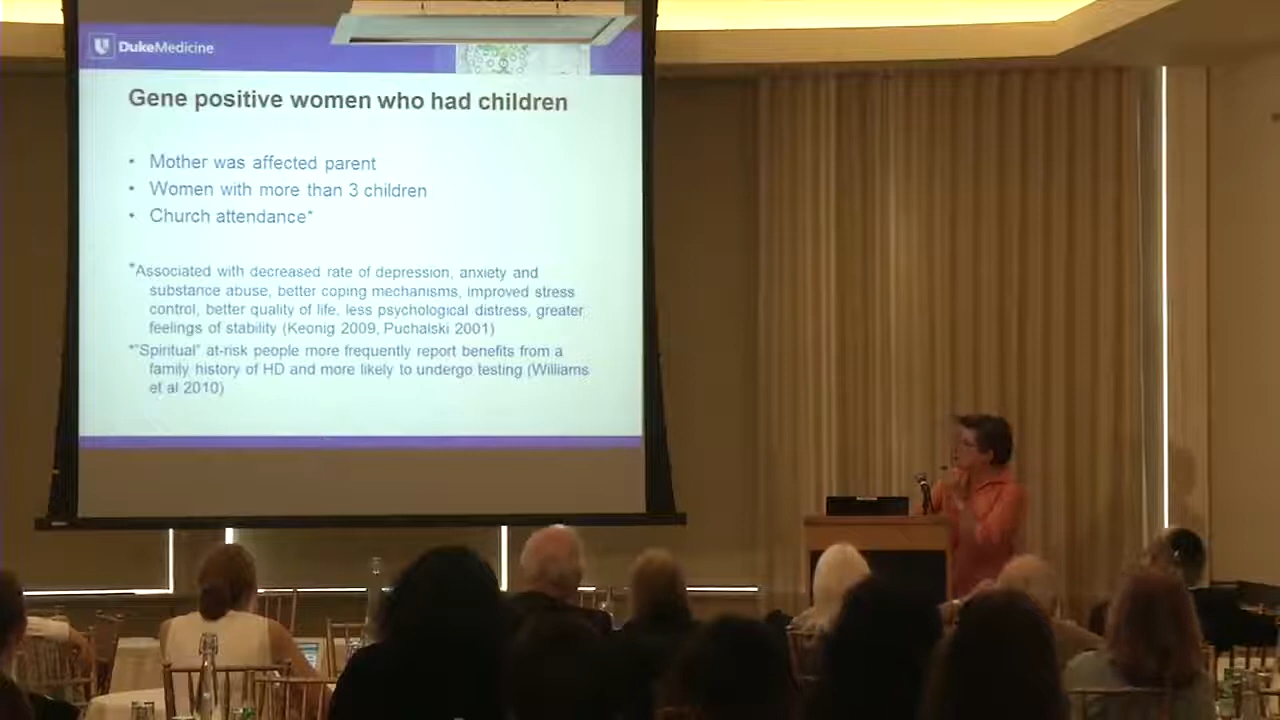 DukeMedicine
Gene positive women who had children
• Mother was affected parent
• Women with more than 3 children
• Church attendance*
*Associated with decreased rate of depression, anxiety and
substance abuse, better coping mechanisms, improved stress
control, better quality of life, less psychological distress, greater
feelings of stability (Keonig 2009, Puchalski 2001)
*"Spiritual" at-risk people more frequently report benefits from a
family history of HD and more likely to undergo testing (Williams
et al 2010)